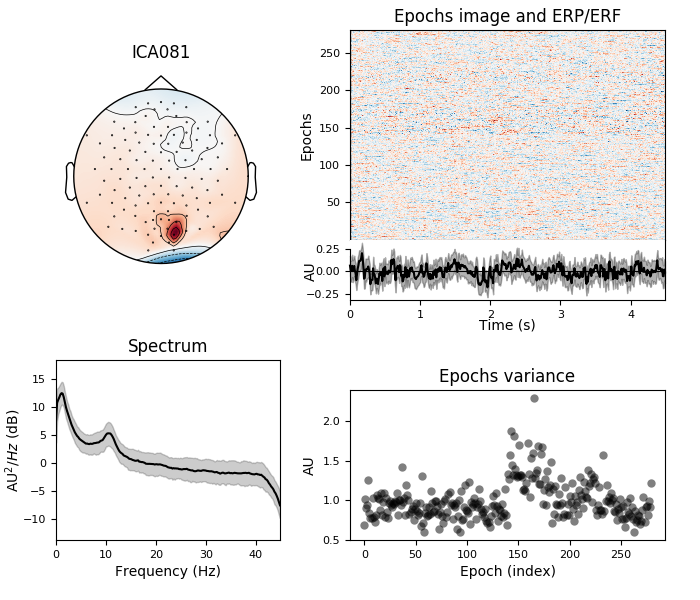 ICA081
Epochs image and ERP/ERF
Epochs
250
200
150
100
50
AU
0.25
0.00
−0.25
0 1 2 3 4
Time (s)
Spectrum
AU²/Hz (dB)
15
10
5
0
−5
−10
0 10 20 30 40
Frequency (Hz)
Epochs variance
AU
2.0
1.5
1.0
0.5
0 50 100 150 200 250
Epoch (index)